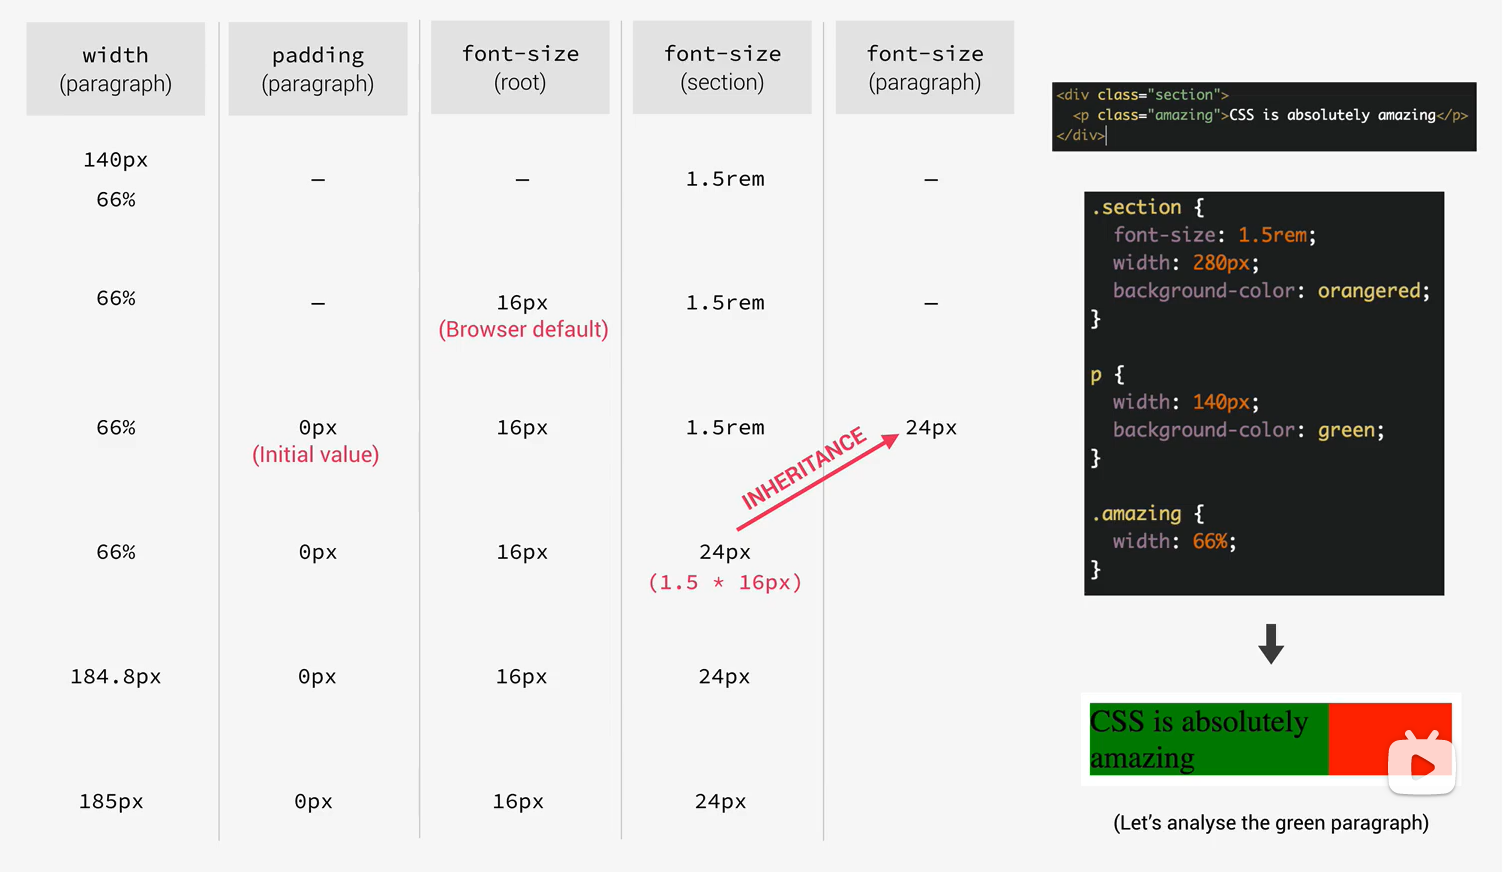 width
(paragraph)
padding
(paragraph)
font-size
(root)
font-size
(section)
font-size
(paragraph)
140px
66%
–
–
1.5rem
–
66%
–
16px
(Browser default)
1.5rem
–
66%
0px
(Initial value)
16px
1.5rem
24px
INHERITANCE
66%
0px
16px
24px
(1.5 * 16px)
184.8px
0px
16px
24px
185px
0px
16px
24px
<div class="section">
<p class="amazing">CSS is absolutely amazing</p>
</div>
.section {
font-size: 1.5rem;
width: 280px;
background-color: orangered;
}
p {
width: 140px;
background-color: green;
}
.amazing {
width: 66%;
}
CSS is absolutely
amazing
(Let's analyse the green paragraph)